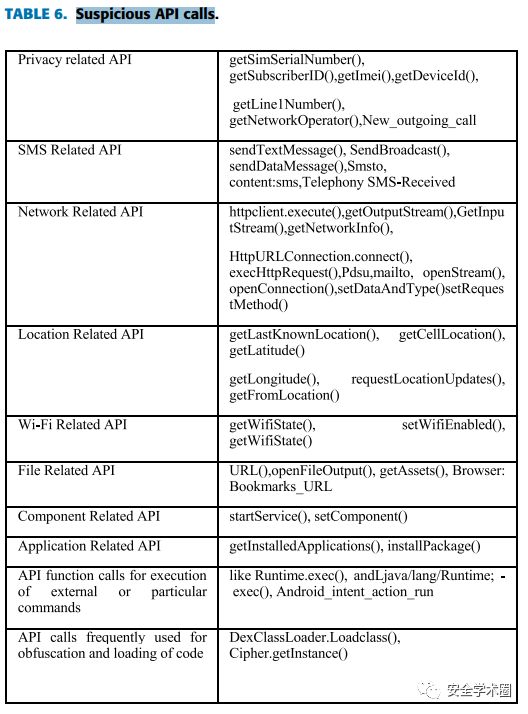 TABLE 6. Suspicious API calls.
Privacy related API
getSimSerialNumber(),
getSubscriberID(),getImei(),getDeviceId(),
getLine1Number(),
getNetworkOperator(),New_outgoing_call
SMS Related API
sendTextMessage(), SendBroadcast(),
sendDataMessage(),Smsto,
content:sms,Telephony SMS-Received
Network Related API
httpclient.execute(),getOutputStream(),GetInpu
tStream(),getNetworkInfo(),
HttpURLConnection.connect(),
execHttpRequest(),Pdsu,mailto, openStream(),
openConnection(),setDataAndType()setReques
tMethod()
Location Related API
getLastKnownLocation(), getCellLocation(),
getLatitude()
getLongitude(), requestLocationUpdates(),
getFromLocation()
Wi-Fi Related API
getWifiState(), setWifiEnabled(),
getWifiState()
File Related API
URL(),openFileOutput(), getAssets(), Browser:
Bookmarks_URL
Component Related API
startService(), setComponent()
Application Related API
getInstalledApplications(), installPackage()
API function calls for execution
of external or particular
commands
like Runtime.exec(), andLjava/lang/Runtime; -
exec(), Android_intent_action_run
API calls frequently used for
obfuscation and loading of code
DexClassLoader.Loadclass(),
Cipher.getInstance()
安全学术圈